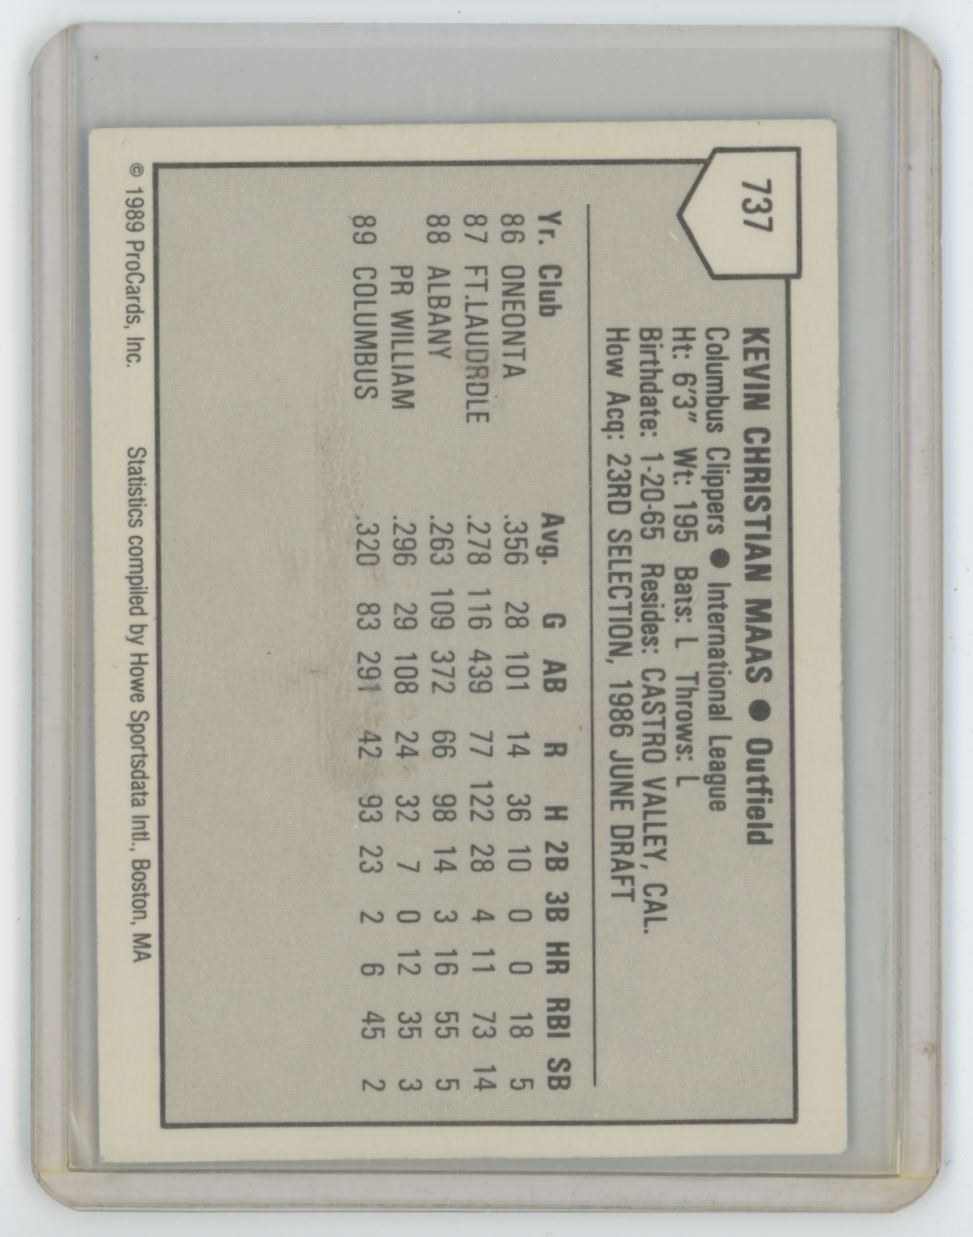 737
KEVIN CHRISTIAN MAAS ● Outfield
Columbus Clippers ● International League
Ht: 6'3" Wt: 195 Bats: L Throws: L
Birthdate: 1-20-65 Resides: CASTRO VALLEY, CAL.
How Acq: 23RD SELECTION, 1986 JUNE DRAFT
Yr. Club Avg. G AB R H 2B 3B HR RBI SB
86 ONEONTA .356 28 101 14 36 10 0 0 18 5
87 FT.LAUDRDLE .278 116 439 77 122 28 4 11 73 14
88 ALBANY .263 109 372 66 98 14 3 16 55 5
PR WILLIAM .296 29 108 24 32 7 0 12 35 3
89 COLUMBUS .320 83 291 42 93 23 2 6 45 2
© 1989 ProCards, Inc. Statistics compiled by Howe Sportsdata Intl., Boston, MA